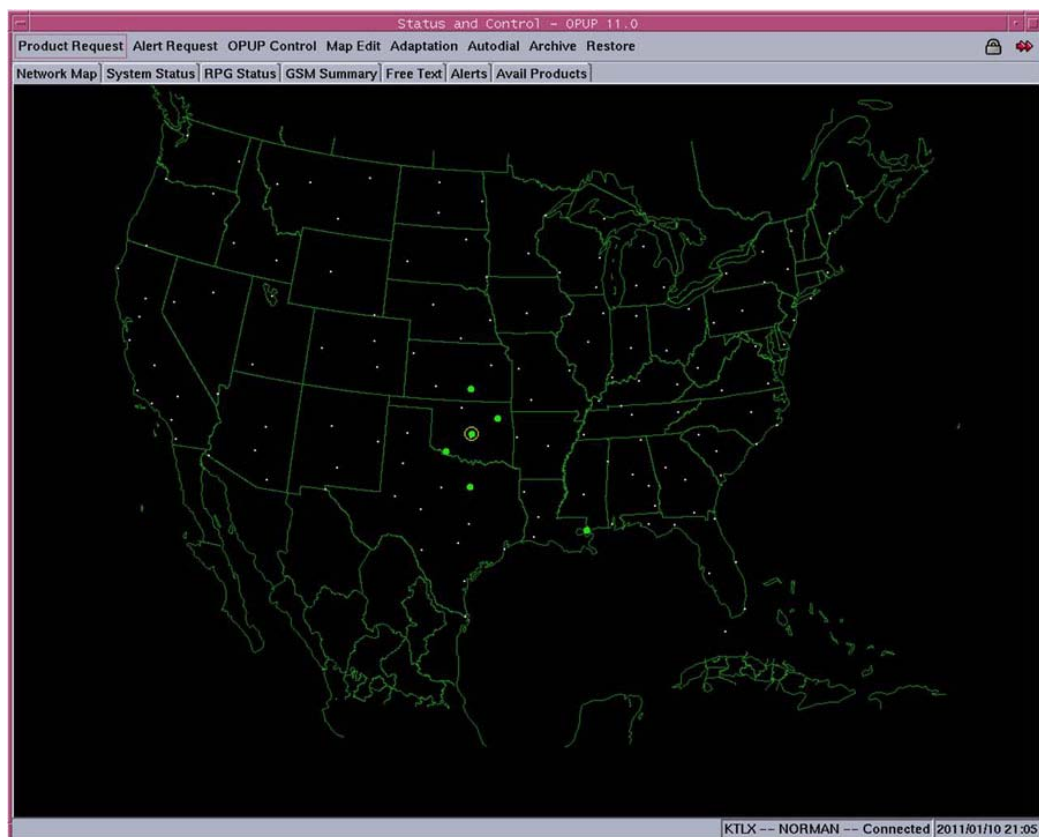 Status and Control - OPUP 11.0
Product Request Alert Request OPUP Control Map Edit Adaptation Autodial Archive Restore
Network Map System Status RPG Status GSM Summary Free Text Alerts Avail Products
KTLX -- NORMAN -- Connected 2011/01/10 21:05